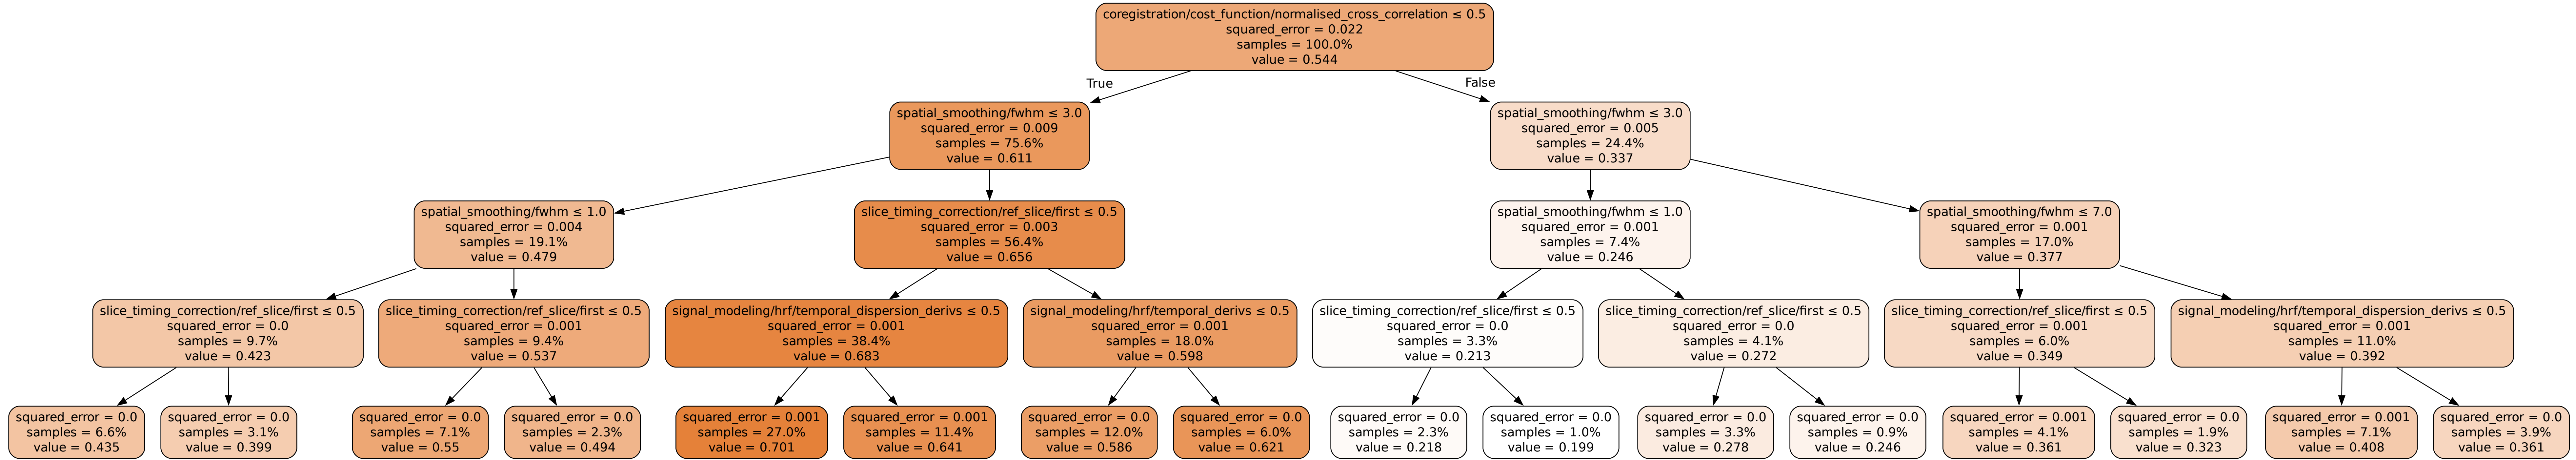 coregistration/cost_function/normalised_cross_correlation ≤ 0.5
squared_error = 0.022
samples = 100.0%
value = 0.544
True
False
spatial_smoothing/fwhm ≤ 3.0
squared_error = 0.009
samples = 75.6%
value = 0.611
spatial_smoothing/fwhm ≤ 3.0
squared_error = 0.005
samples = 24.4%
value = 0.337
spatial_smoothing/fwhm ≤ 1.0
squared_error = 0.004
samples = 19.1%
value = 0.479
slice_timing_correction/ref_slice/first ≤ 0.5
squared_error = 0.003
samples = 56.4%
value = 0.656
spatial_smoothing/fwhm ≤ 1.0
squared_error = 0.001
samples = 7.4%
value = 0.246
spatial_smoothing/fwhm ≤ 7.0
squared_error = 0.001
samples = 17.0%
value = 0.377
slice_timing_correction/ref_slice/first ≤ 0.5
squared_error = 0.0
samples = 9.7%
value = 0.423
slice_timing_correction/ref_slice/first ≤ 0.5
squared_error = 0.001
samples = 9.4%
value = 0.537
signal_modeling/hrf/temporal_dispersion_derivs ≤ 0.5
squared_error = 0.001
samples = 38.4%
value = 0.683
signal_modeling/hrf/temporal_derivs ≤ 0.5
squared_error = 0.001
samples = 18.0%
value = 0.598
slice_timing_correction/ref_slice/first ≤ 0.5
squared_error = 0.0
samples = 3.3%
value = 0.213
slice_timing_correction/ref_slice/first ≤ 0.5
squared_error = 0.0
samples = 4.1%
value = 0.272
slice_timing_correction/ref_slice/first ≤ 0.5
squared_error = 0.001
samples = 6.0%
value = 0.349
signal_modeling/hrf/temporal_dispersion_derivs ≤ 0.5
squared_error = 0.001
samples = 11.0%
value = 0.392
squared_error = 0.0
samples = 6.6%
value = 0.435
squared_error = 0.0
samples = 3.1%
value = 0.399
squared_error = 0.0
samples = 7.1%
value = 0.55
squared_error = 0.0
samples = 2.3%
value = 0.494
squared_error = 0.001
samples = 27.0%
value = 0.701
squared_error = 0.001
samples = 11.4%
value = 0.641
squared_error = 0.0
samples = 12.0%
value = 0.586
squared_error = 0.0
samples = 6.0%
value = 0.621
squared_error = 0.0
samples = 2.3%
value = 0.218
squared_error = 0.0
samples = 1.0%
value = 0.199
squared_error = 0.0
samples = 3.3%
value = 0.278
squared_error = 0.0
samples = 0.9%
value = 0.246
squared_error = 0.001
samples = 4.1%
value = 0.361
squared_error = 0.0
samples = 1.9%
value = 0.323
squared_error = 0.001
samples = 7.1%
value = 0.408
squared_error = 0.0
samples = 3.9%
value = 0.361